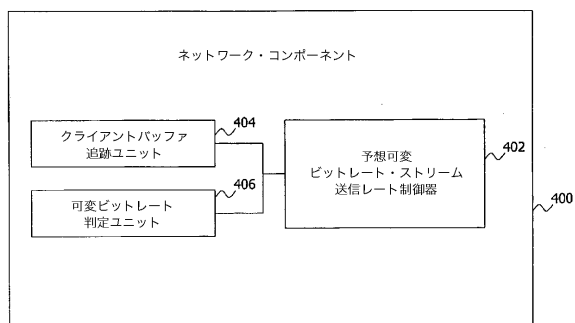 ネットワーク・コンポーネント
404
クライアントバッファ
追跡ユニット
406
可変ビットレート
判定ユニット
予想可変
ビットレート・ストリーム
送信レート制御器
402
400